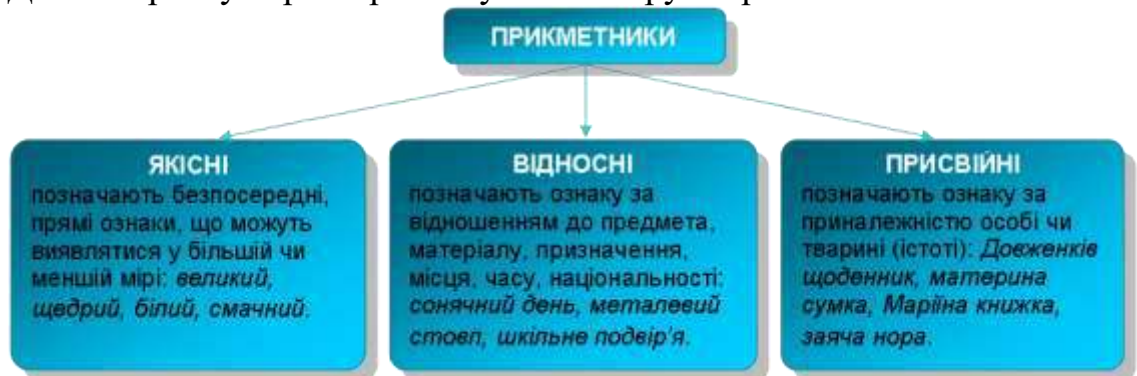 ПРИКМЕТНИКИ
ЯКІСНІ
позначають безпосередні,
прямі ознаки, що можуть
виявлятися у більшій чи
меншій мірі: великий,
щедрий, білий, смачний.
ВІДНОСНІ
позначають ознаку за
відношенням до предмета,
матеріалу, призначення,
місця, часу, національності:
сонячний день, металевий
стовп, шкільне подвір'я.
ПРИСВІЙНІ
позначають ознаку за
приналежністю особі чи
тварині (істоті): Довженків
щоденник, материна
сумка, Маріїна книжка,
заяча нора.